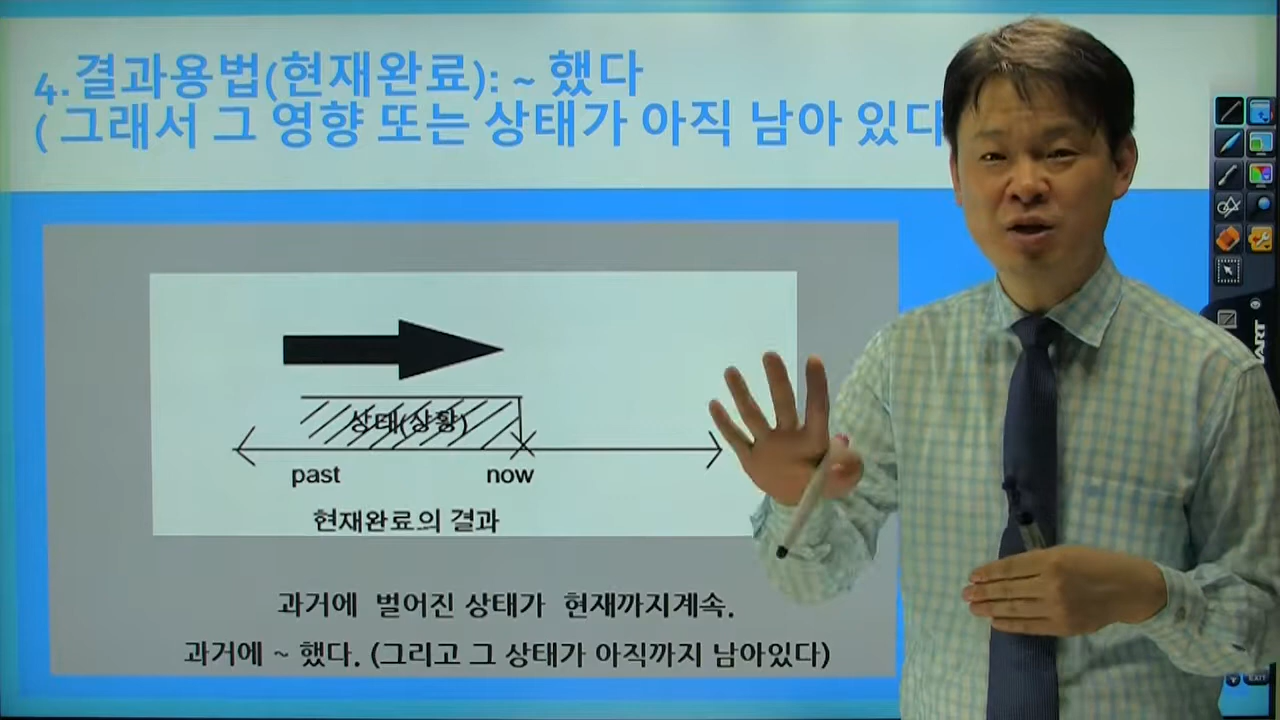 4.결과용법(현재완료): ~ 했다
( 그래서 그 영향 또는 상태가 아직 남아 있다
상태(상황)
past now
현재완료의 결과
과거에 벌어진 상태가 현재까지계속.
과거에 ~ 했다. (그리고 그 상태가 아직까지 남아있다)
EXIT